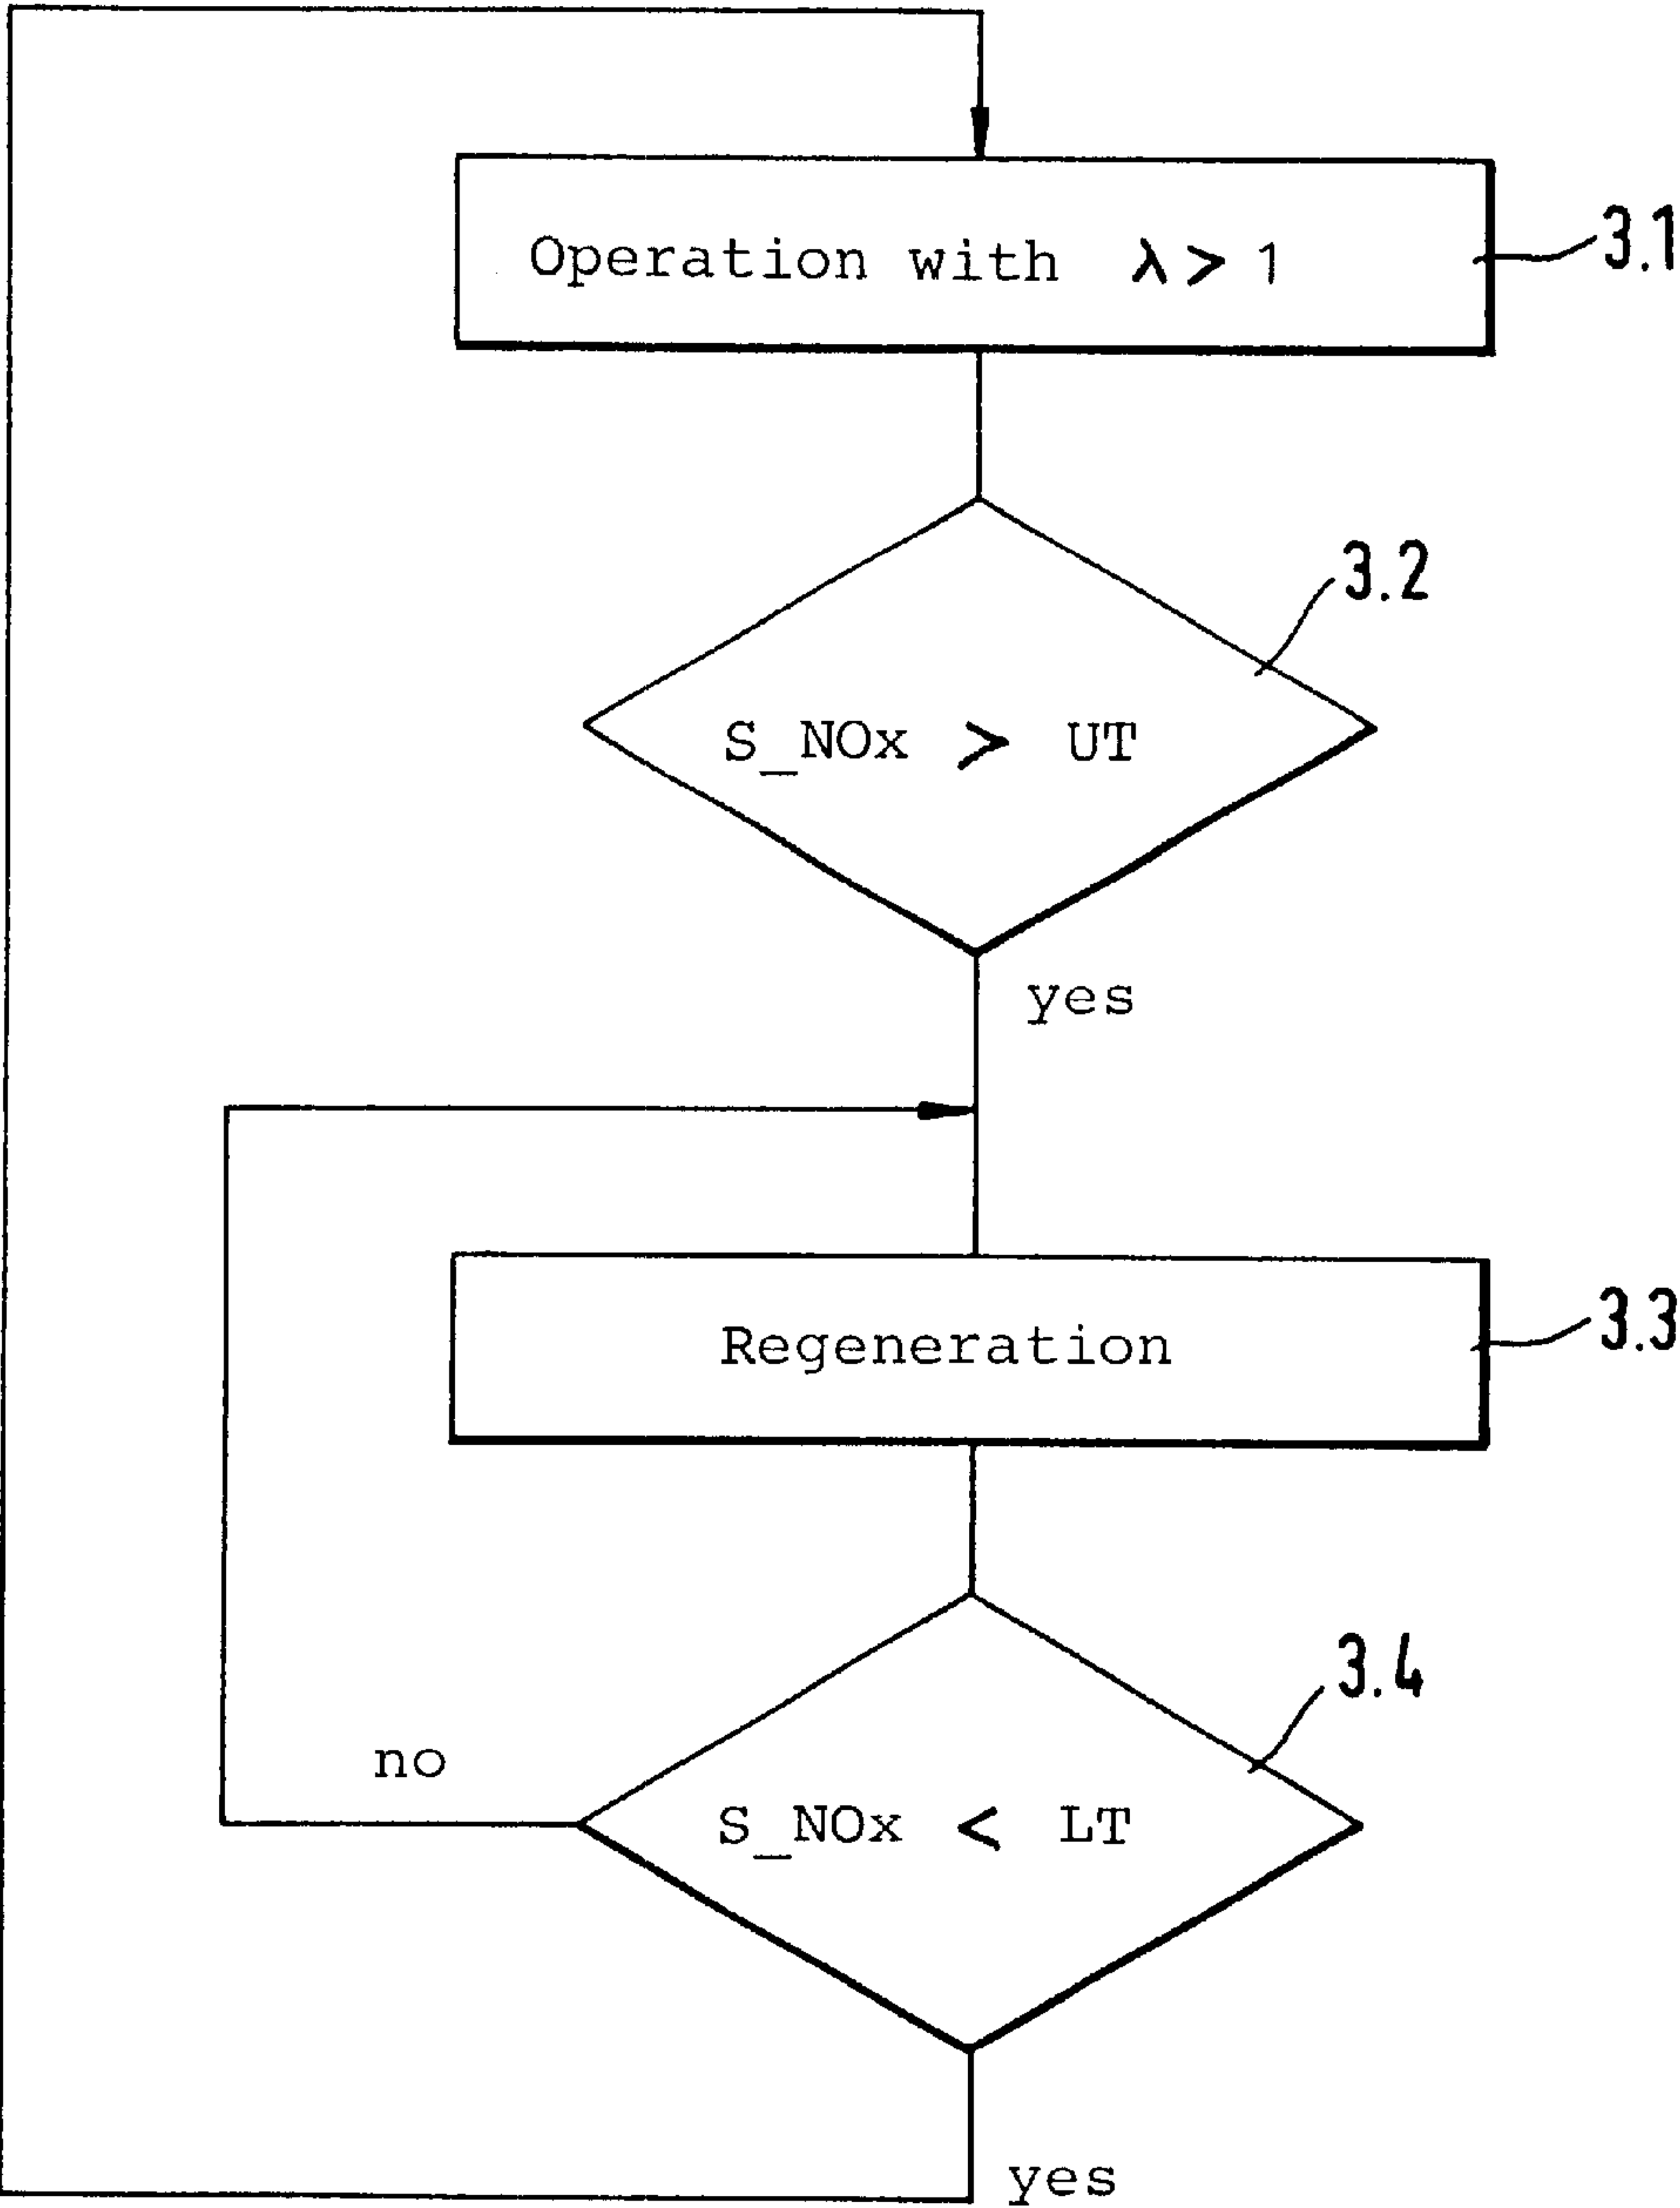 Operation with λ > 1
3.1
3.2
S_NOx > UT
yes
Regeneration
3.3
3.4
no
S_NOx < LT
yes